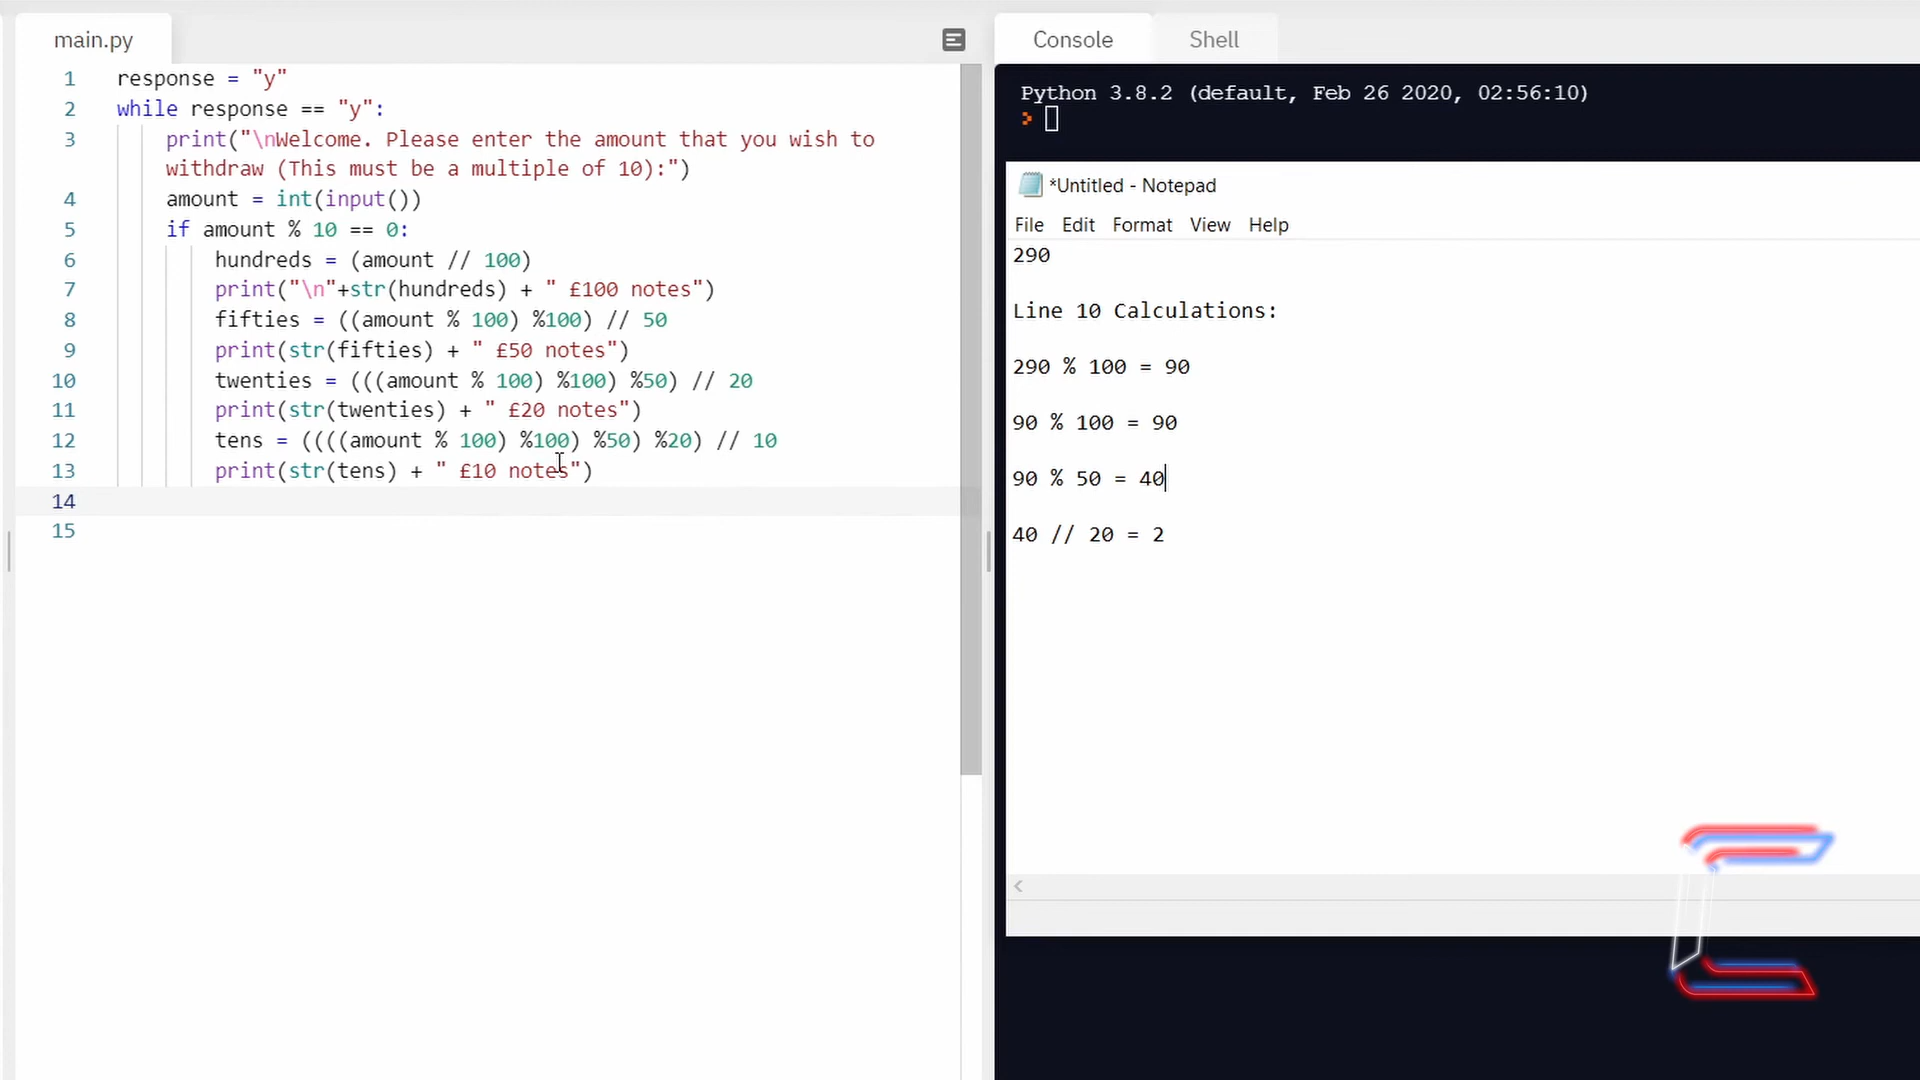 main.py
1 response = "y"
2 while response == "y":
3 print("\nWelcome. Please enter the amount that you wish to
withdraw (This must be a multiple of 10):")
4 amount = int(input())
5 if amount % 10 == 0:
6 hundreds = (amount // 100)
7 print("\n"+str(hundreds) + " £100 notes")
8 fifties = ((amount % 100) %100) // 50
9 print(str(fifties) + " £50 notes")
10 twenties = (((amount % 100) %100) %50) // 20
11 print(str(twenties) + " £20 notes")
12 tens = ((((amount % 100) %100) %50) %20) // 10
13 print(str(tens) + " £10 notes")
14
15
Console Shell
Python 3.8.2 (default, Feb 26 2020, 02:56:10)
*Untitled - Notepad
File Edit Format View Help
290
Line 10 Calculations:
290 % 100 = 90
90 % 100 = 90
90 % 50 = 40
40 // 20 = 2